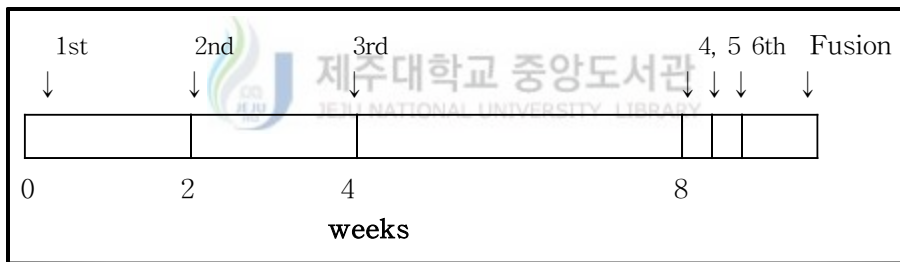 1st 2nd 3rd 4, 5 6th Fusion
제주대학교 중앙도서관
JEJU NATIONAL UNIVERSITY LIBRARY
JEJU
0 2 4 8
weeks